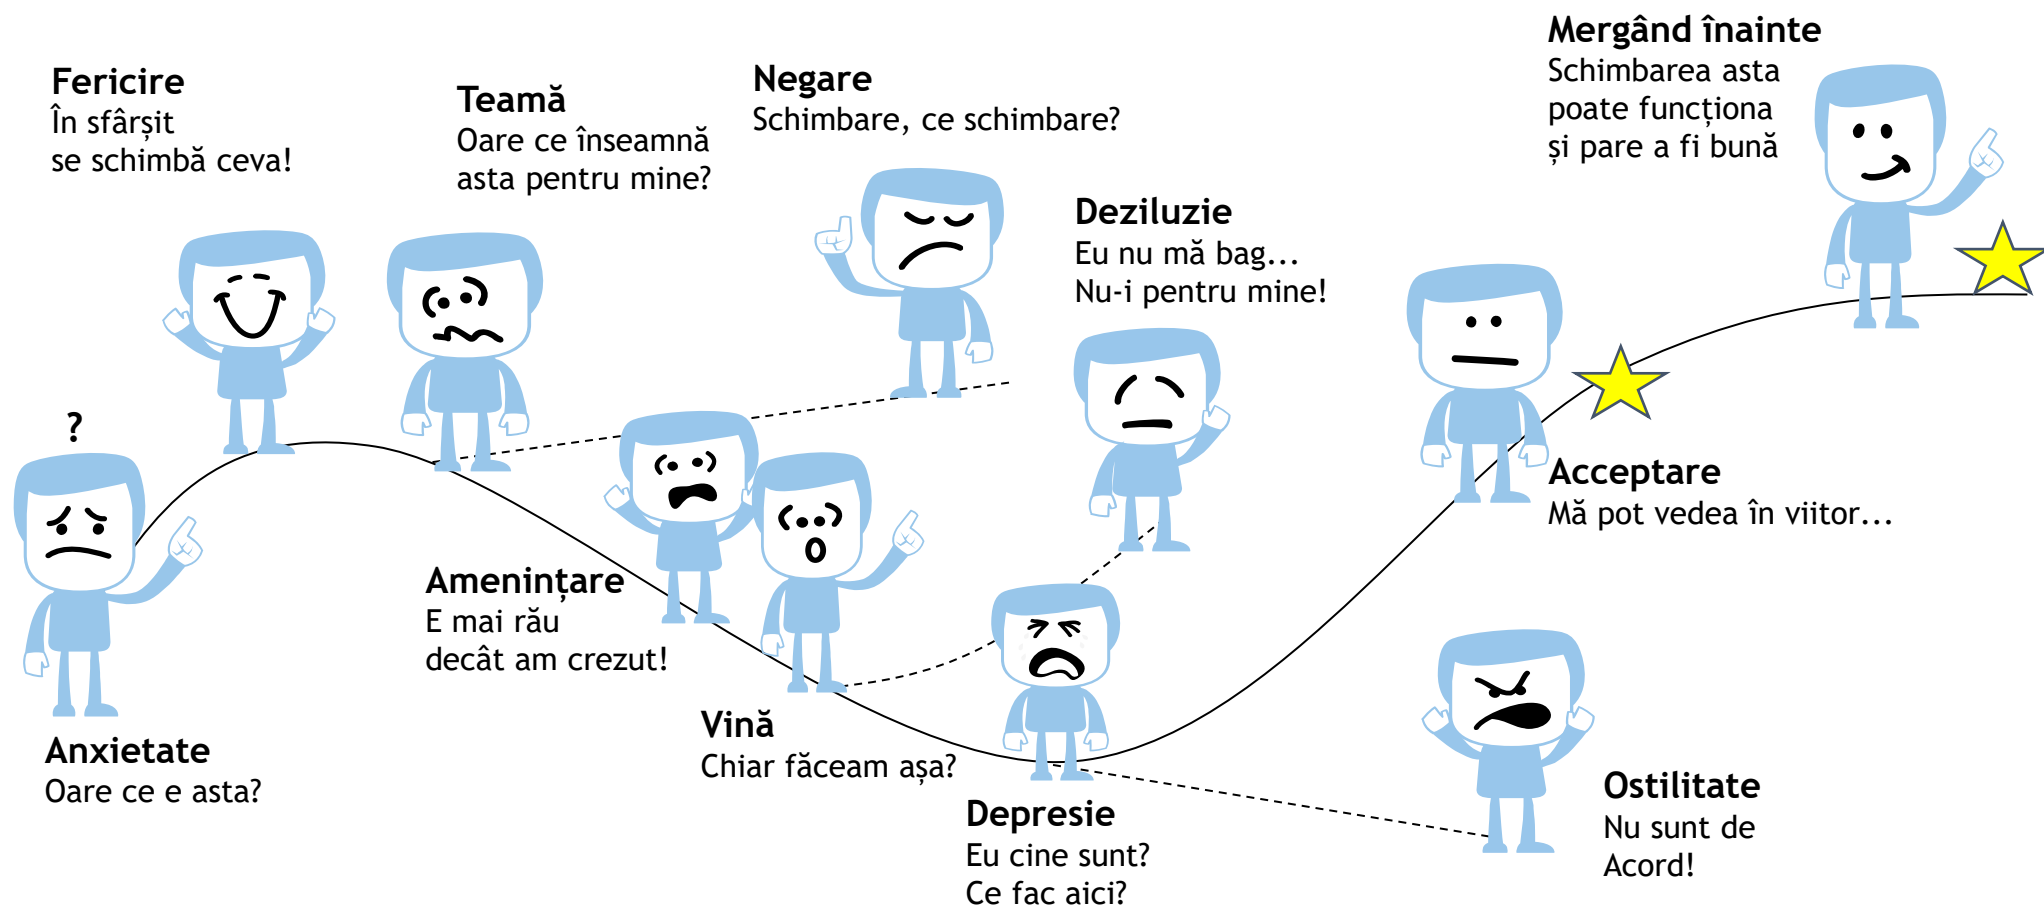 Fericire
În sfârșit
se schimbă ceva!
Teamă
Oare ce înseamnă
asta pentru mine?
Negare
Schimbare, ce schimbare?
Deziluzie
Eu nu mă bag...
Nu-i pentru mine!
Mergând înainte
Schimbarea asta
poate funcționa
și pare a fi bună
?
Anxietate
Oare ce e asta?
Amenințare
E mai rău
decât am crezut!
Vină
Chiar făceam așa?
Depresie
Eu cine sunt?
Ce fac aici?
Acceptare
Mă pot vedea în viitor...
Ostilitate
Nu sunt de
Acord!